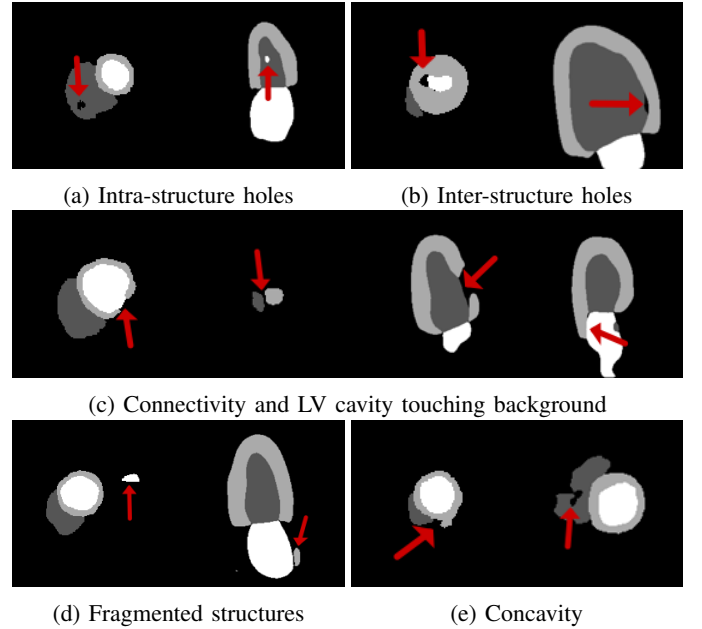 (a) Intra-structure holes
(b) Inter-structure holes
(c) Connectivity and LV cavity touching background
(d) Fragmented structures
(e) Concavity